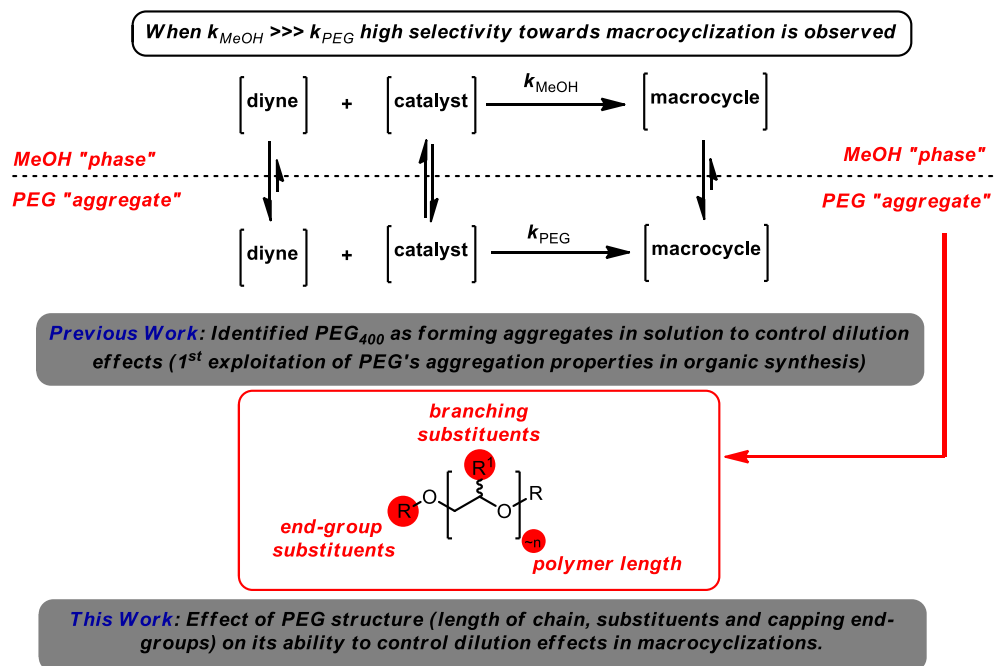 When k_MeOH >>> k_PEG high selectivity towards macrocyclization is observed
diyne + catalyst k_MeOH macrocycle
MeOH "phase" MeOH "phase"
PEG "aggregate" PEG "aggregate"
diyne + catalyst k_PEG macrocycle
Previous Work: Identified PEG400 as forming aggregates in solution to control dilution
effects (1st exploitation of PEG's aggregation properties in organic synthesis)
branching
substituents
R1
R O O R
~n
end-group
substituents
polymer length
This Work: Effect of PEG structure (length of chain, substituents and capping end-
groups) on its ability to control dilution effects in macrocyclizations.